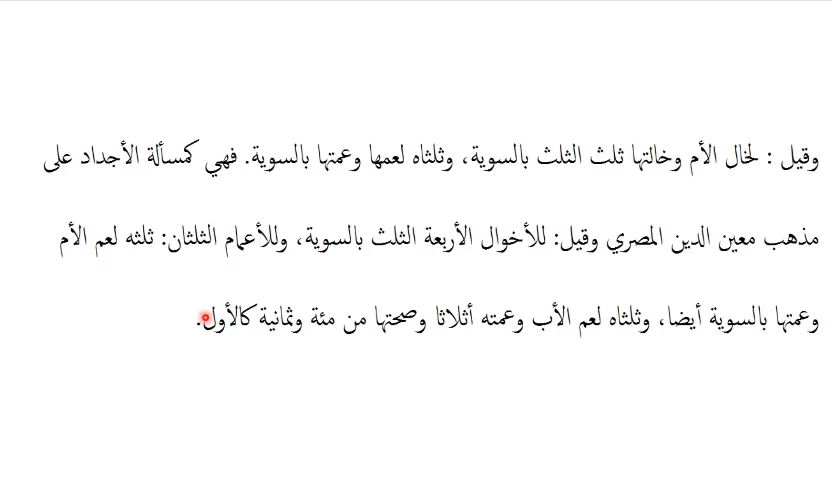 وقيل : لخال الأم وخالتها ثلث الثلث بالسوية، وثلثاه لعمها وعمتها بالسوية. فهي كمسألة الأجداد على
مذهب معين الدين المصري وقيل: للأخوال الأربعة الثلث بالسوية، وللأعمام الثلثان: ثلثه لعم الأم
وعمتها بالسوية أيضا، وثلثاه لعم الأب وعمته أثلاثا وصحتها من مئة وثمانية كالأول.